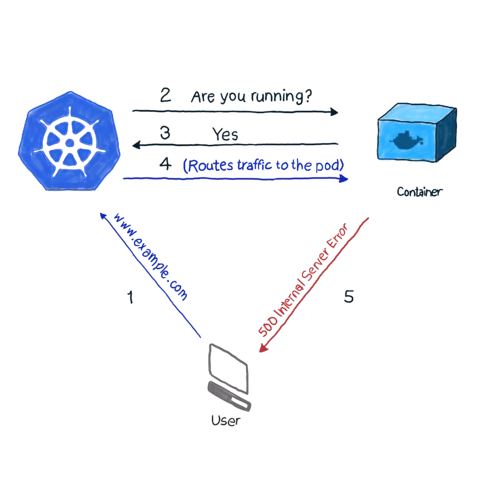 2 Are you running?
3 Yes
4 (Routes traffic to the pod)
Container
www.example.com
1
500 Internal Server Error
5
User